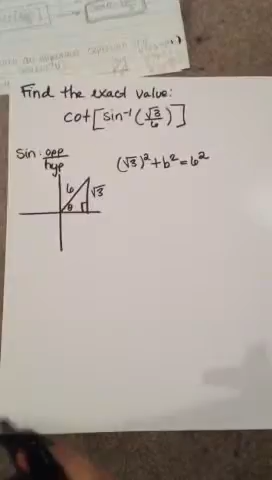 Find the exact value:
cot[sin⁻¹(√3/6)]
sin: opp/hyp
(√3)² + b² = 6²
6
√3
θ